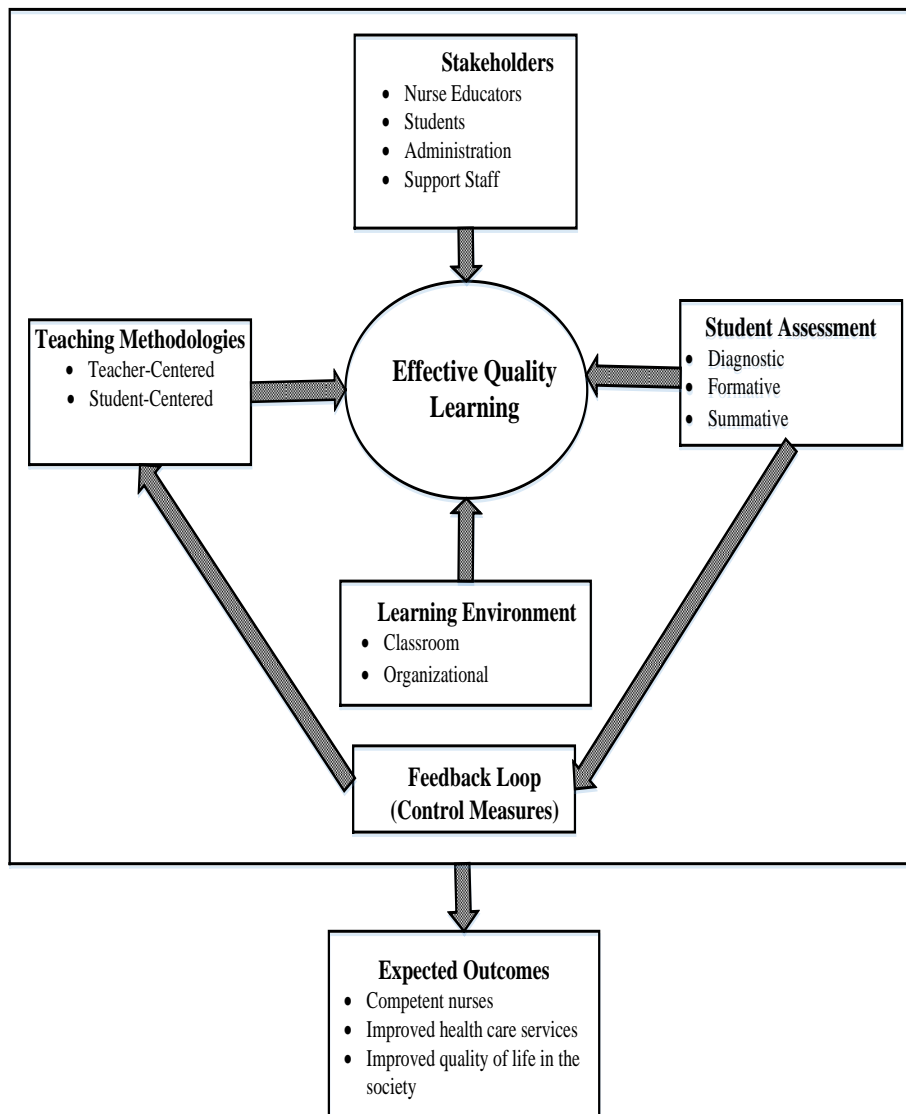 Stakeholders
• Nurse Educators
• Students
• Administration
• Support Staff
Teaching Methodologies
• Teacher-Centered
• Student-Centered
Effective Quality
Learning
Student Assessment
• Diagnostic
• Formative
• Summative
Learning Environment
• Classroom
• Organizational
Feedback Loop
(Control Measures)
Expected Outcomes
• Competent nurses
• Improved health care services
• Improved quality of life in the
society